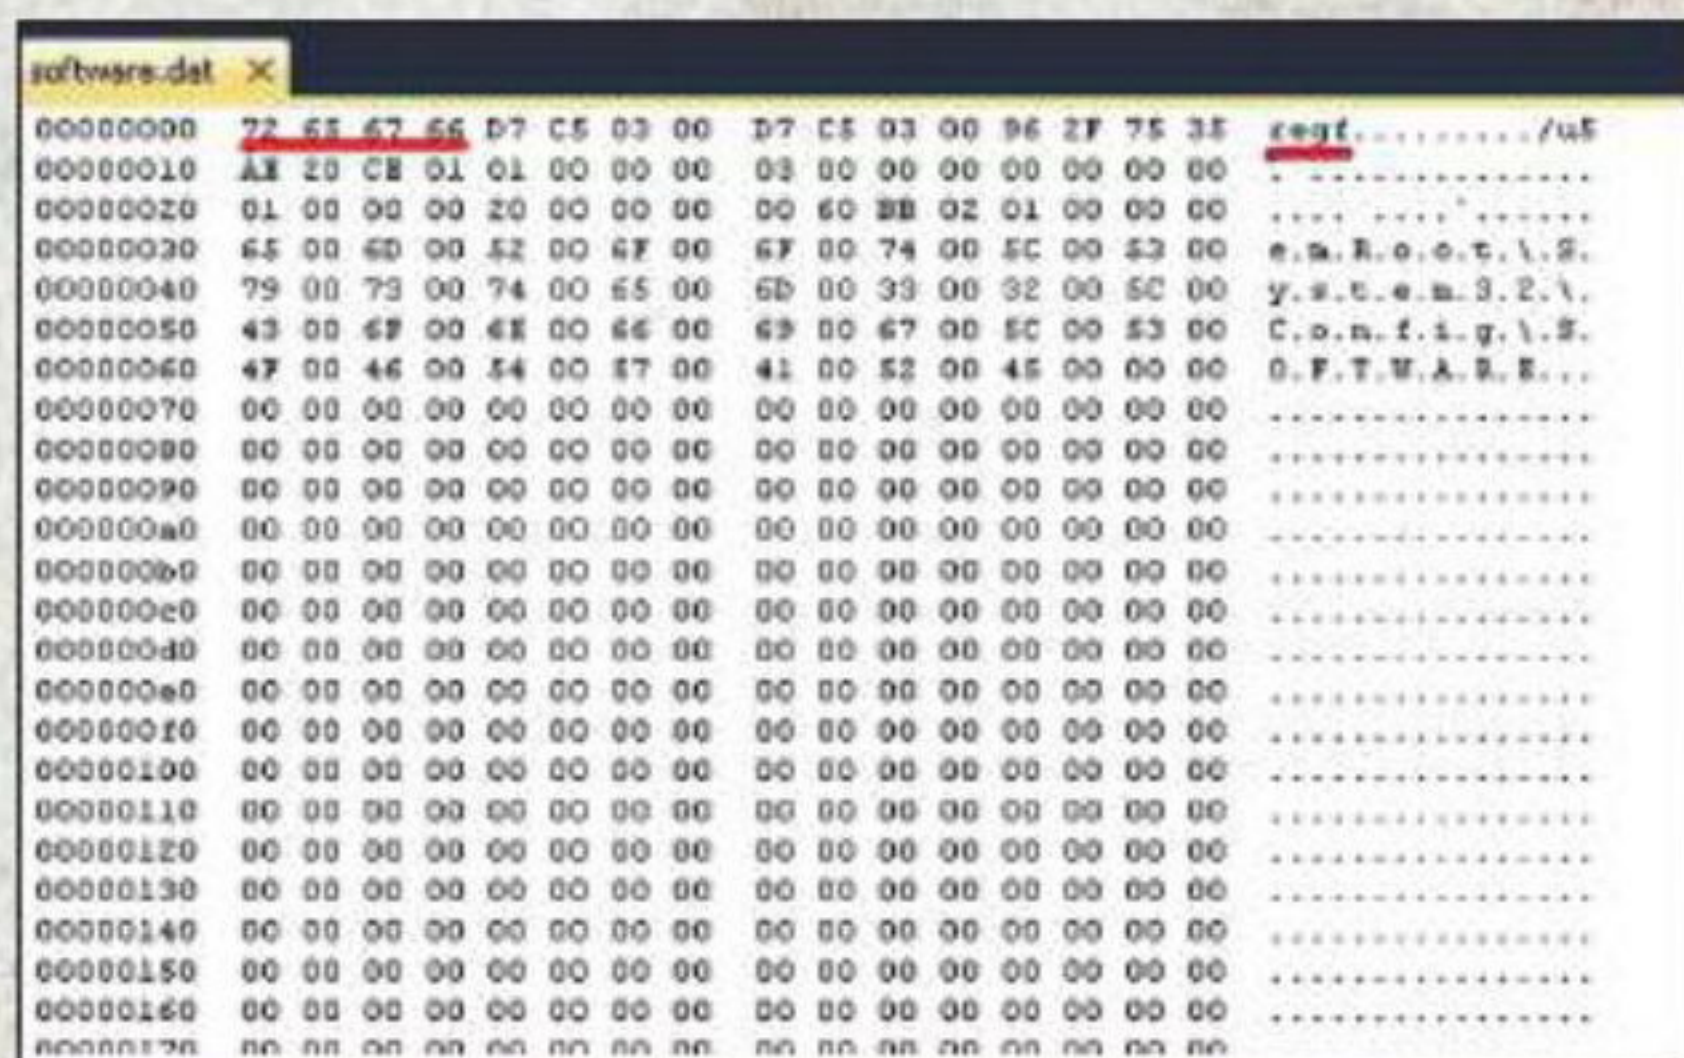 software.dat ×
00000000 72 65 67 66 D7 C5 03 00 D7 C5 03 00 96 2F 75 35 regf........./u5
00000010 AE 20 CE 01 01 00 00 00 03 00 00 00 00 00 00 00 . ..............
00000020 01 00 00 00 20 00 00 00 00 60 BB 02 01 00 00 00 .... ....`......
00000030 65 00 6D 00 52 00 6F 00 6F 00 74 00 5C 00 53 00 e.m.R.o.o.t.\.S.
00000040 79 00 73 00 74 00 65 00 6D 00 33 00 32 00 5C 00 y.s.t.e.m.3.2.\.
00000050 43 00 6F 00 6E 00 66 00 69 00 67 00 5C 00 53 00 C.o.n.f.i.g.\.S.
00000060 4F 00 46 00 54 00 57 00 41 00 52 00 45 00 00 00 O.F.T.W.A.R.E...
00000070 00 00 00 00 00 00 00 00 00 00 00 00 00 00 00 00 ................
00000080 00 00 00 00 00 00 00 00 00 00 00 00 00 00 00 00 ................
00000090 00 00 00 00 00 00 00 00 00 00 00 00 00 00 00 00 ................
000000a0 00 00 00 00 00 00 00 00 00 00 00 00 00 00 00 00 ................
000000b0 00 00 00 00 00 00 00 00 00 00 00 00 00 00 00 00 ................
000000c0 00 00 00 00 00 00 00 00 00 00 00 00 00 00 00 00 ................
000000d0 00 00 00 00 00 00 00 00 00 00 00 00 00 00 00 00 ................
000000e0 00 00 00 00 00 00 00 00 00 00 00 00 00 00 00 00 ................
000000f0 00 00 00 00 00 00 00 00 00 00 00 00 00 00 00 00 ................
00000100 00 00 00 00 00 00 00 00 00 00 00 00 00 00 00 00 ................
00000110 00 00 00 00 00 00 00 00 00 00 00 00 00 00 00 00 ................
00000120 00 00 00 00 00 00 00 00 00 00 00 00 00 00 00 00 ................
00000130 00 00 00 00 00 00 00 00 00 00 00 00 00 00 00 00 ................
00000140 00 00 00 00 00 00 00 00 00 00 00 00 00 00 00 00 ................
00000150 00 00 00 00 00 00 00 00 00 00 00 00 00 00 00 00 ................
00000160 00 00 00 00 00 00 00 00 00 00 00 00 00 00 00 00 ................
00000170 00 00 00 00 00 00 00 00 00 00 00 00 00 00 00 00